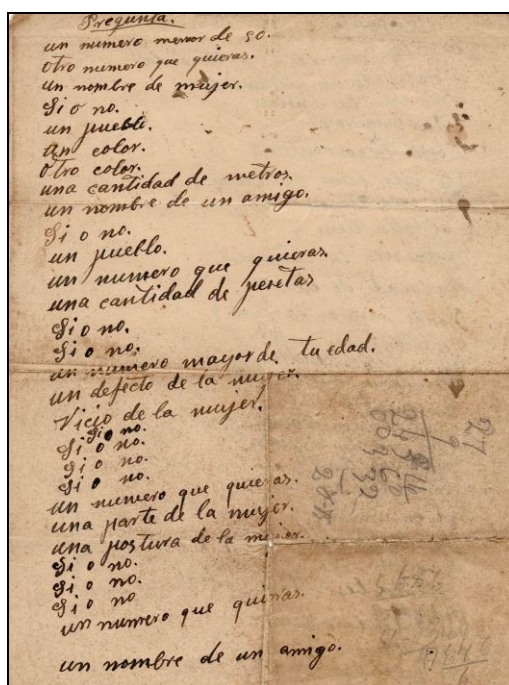 Pregunta.
un numero menor de 50.
otro numero que quieras.
un nombre de mujer.
Si o no.
un pueblo.
un color.
otro color.
una cantidad de metros.
un nombre de un amigo.
Si o no.
un pueblo.
un numero que quieras.
una cantidad de pesetas
Si o no.
Si o no.
un numero mayor de tu edad.
un defecto de la mujer.
Vicio de la mujer.
Si o no.
Si o no.
Si o no.
Si o no.
un numero que quieras.
una parte de la mujer.
una postura de la mujer.
Si o no.
Si o no.
Si o no
un numero que quieras.
un nombre de un amigo.
27
9